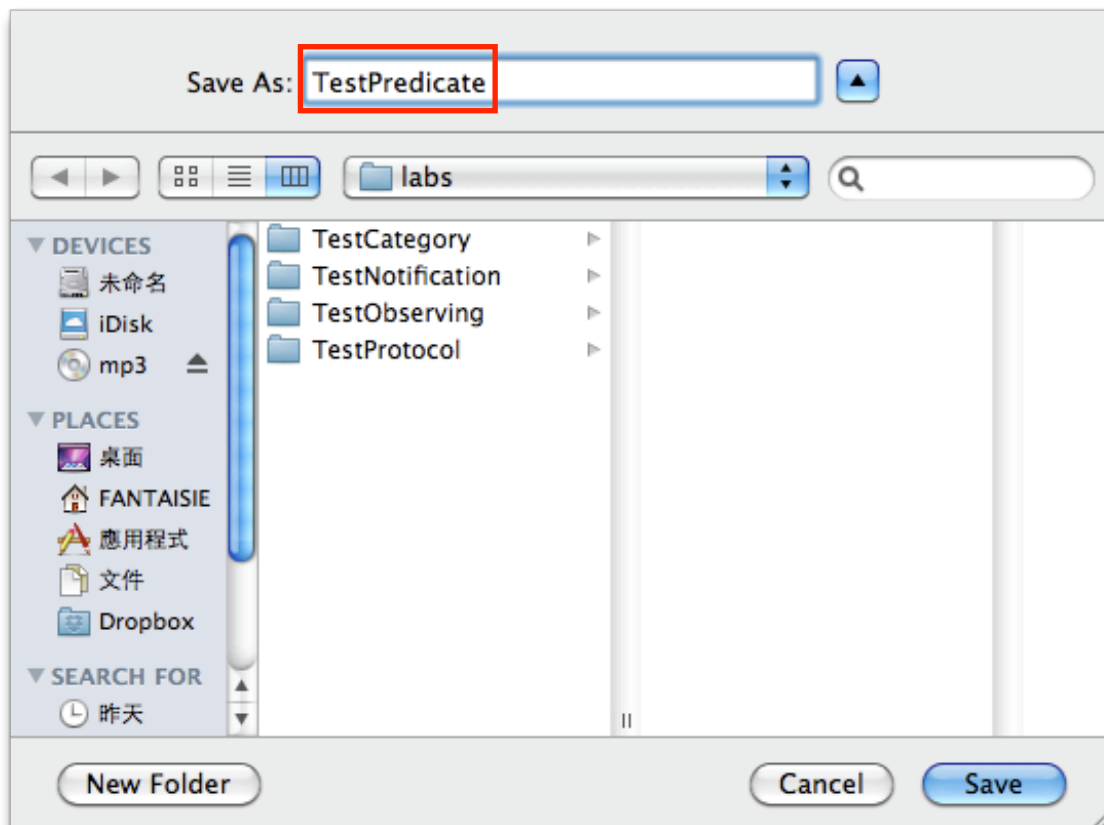 Save As: TestPredicate
labs
DEVICES
未命名
iDisk
mp3
PLACES
桌面
FANTAISIE
應用程式
文件
Dropbox
SEARCH FOR
昨天
TestCategory
TestNotification
TestObserving
TestProtocol
New Folder
Cancel
Save